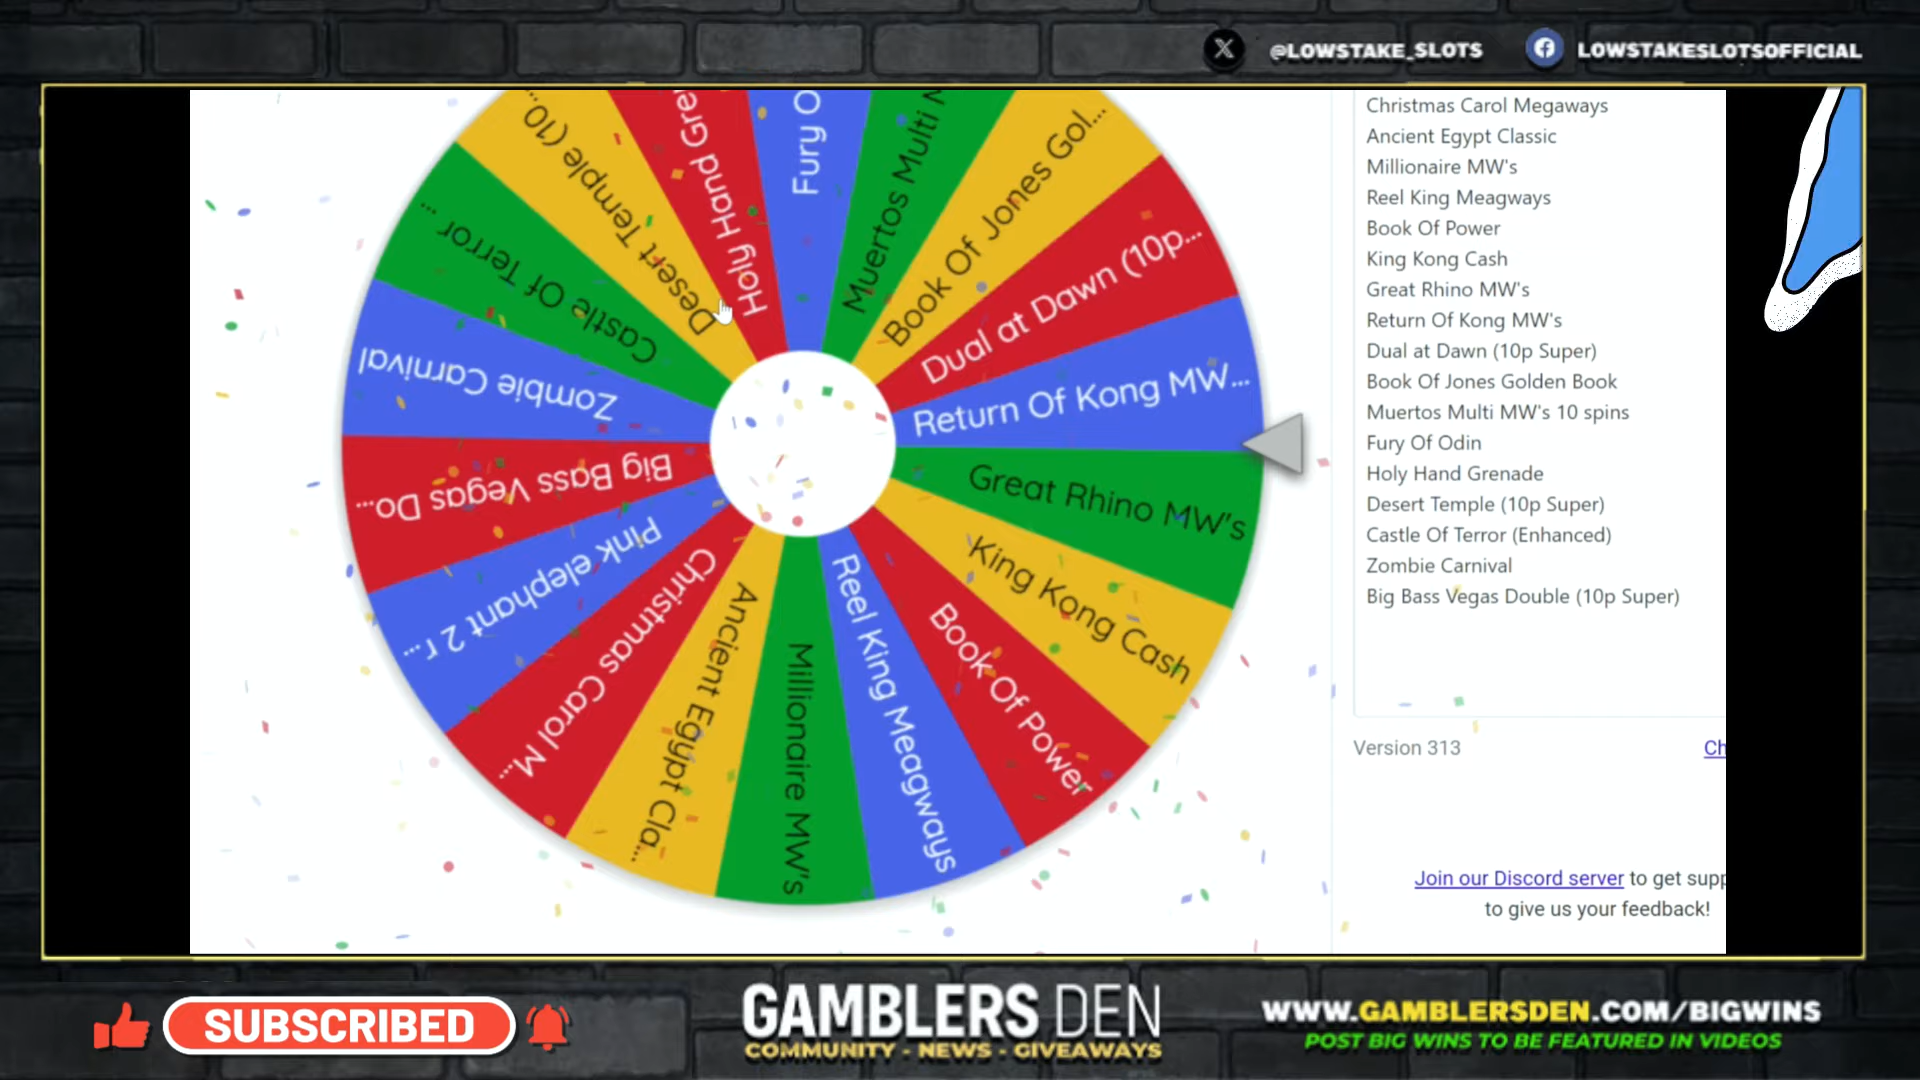 @LOWSTAKE_SLOTS
LOWSTAKESLOTSOFFICIAL
Fury O
Muertos Multi
Book Of Jones Gol...
Dual at Dawn (10p...
Return Of Kong MW...
Great Rhino MW's
King Kong Cash
Book Of Power
Reel King Meagways
Millionaire MW's
Ancient Egypt Cla...
Christmas Carol M...
Pink elephant 2 r...
Big Bass Vegas Do...
Zombie Carnival
Castle Of Terror ...
Desert Temple (10...
Holy Hand Gre
Christmas Carol Megaways
Ancient Egypt Classic
Millionaire MW's
Reel King Meagways
Book Of Power
King Kong Cash
Great Rhino MW's
Return Of Kong MW's
Dual at Dawn (10p Super)
Book Of Jones Golden Book
Muertos Multi MW's 10 spins
Fury Of Odin
Holy Hand Grenade
Desert Temple (10p Super)
Castle Of Terror (Enhanced)
Zombie Carnival
Big Bass Vegas Double (10p Super)
Version 313
Ch
Join our Discord server to get supp
to give us your feedback!
SUBSCRIBED
GAMBLERS DEN
COMMUNITY - NEWS - GIVEAWAYS
WWW.GAMBLERSDEN.COM/BIGWINS
POST BIG WINS TO BE FEATURED IN VIDEOS